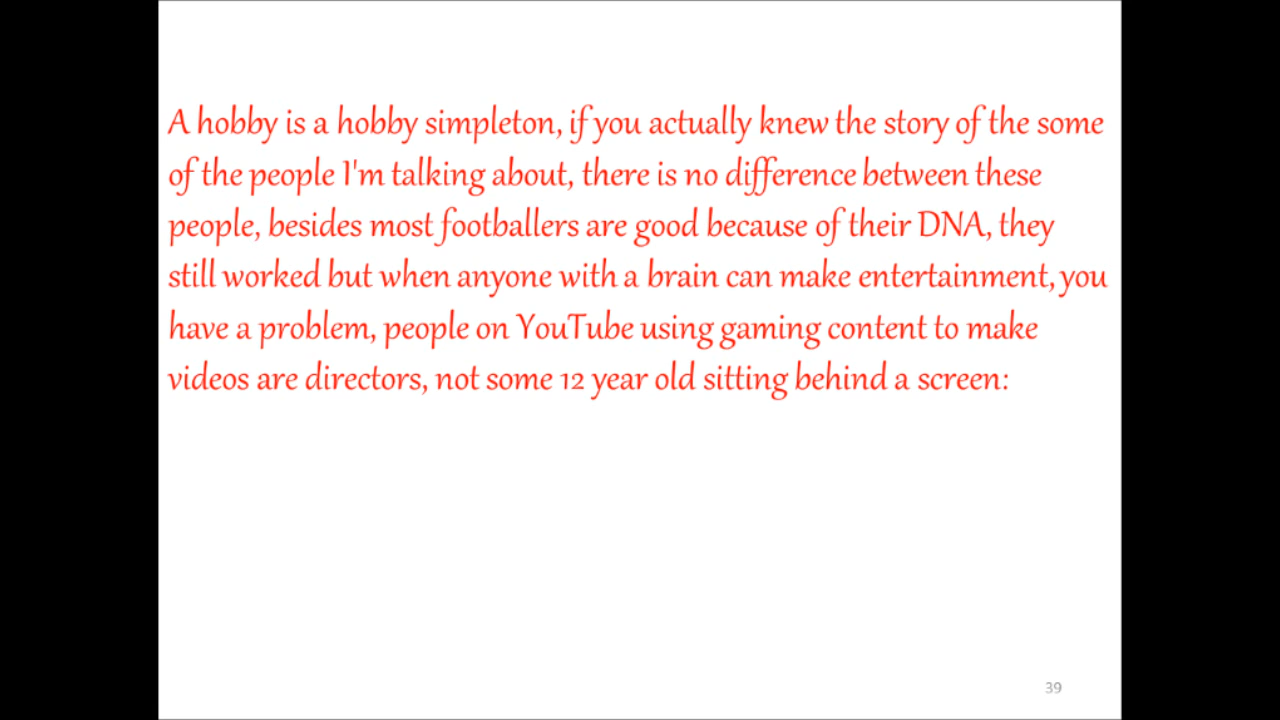 A hobby is a hobby simpleton, if you actually knew the story of the some
of the people I'm talking about, there is no difference between these
people, besides most footballers are good because of their DNA, they
still worked but when anyone with a brain can make entertainment, you
have a problem, people on YouTube using gaming content to make
videos are directors, not some 12 year old sitting behind a screen:
39